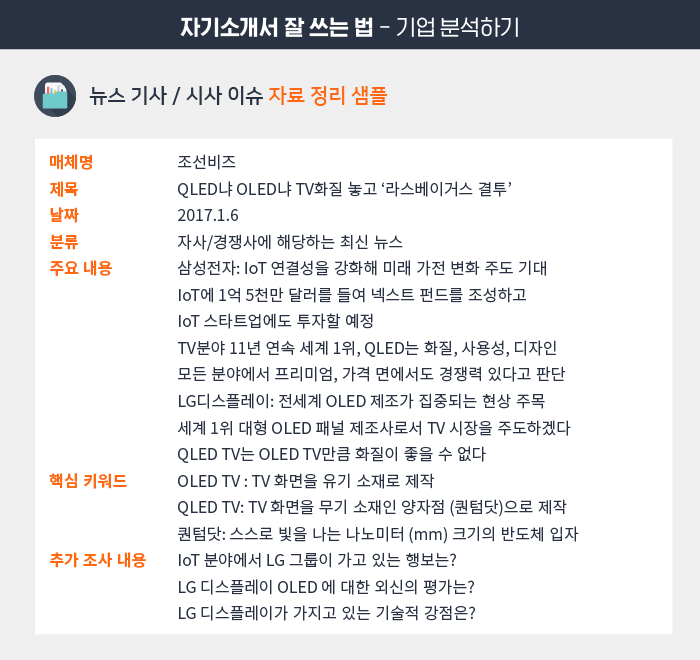 자기소개서 잘 쓰는 법 - 기업 분석하기
뉴스 기사 / 시사 이슈 자료 정리 샘플
매체명 조선비즈
제목 QLED냐 OLED냐 TV화질 놓고 ‘라스베이거스 결투’
날짜 2017.1.6
분류 자사/경쟁사에 해당하는 최신 뉴스
주요 내용 삼성전자: IoT 연결성을 강화해 미래 가전 변화 주도 기대
IoT에 1억 5천만 달러를 들여 넥스트 펀드를 조성하고
IoT 스타트업에도 투자할 예정
TV분야 11년 연속 세계 1위, QLED는 화질, 사용성, 디자인
모든 분야에서 프리미엄, 가격 면에서도 경쟁력 있다고 판단
LG디스플레이: 전세계 OLED 제조가 집중되는 현상 주목
세계 1위 대형 OLED 패널 제조사로서 TV 시장을 주도하겠다
QLED TV는 OLED TV만큼 화질이 좋을 수 없다
핵심 키워드 OLED TV : TV 화면을 유기 소재로 제작
QLED TV: TV 화면을 무기 소재인 양자점 (퀀텀닷)으로 제작
퀀텀닷: 스스로 빛을 나는 나노미터 (mm) 크기의 반도체 입자
추가 조사 내용 IoT 분야에서 LG 그룹이 가고 있는 행보는?
LG 디스플레이 OLED 에 대한 외신의 평가는?
LG 디스플레이가 가지고 있는 기술적 강점은?